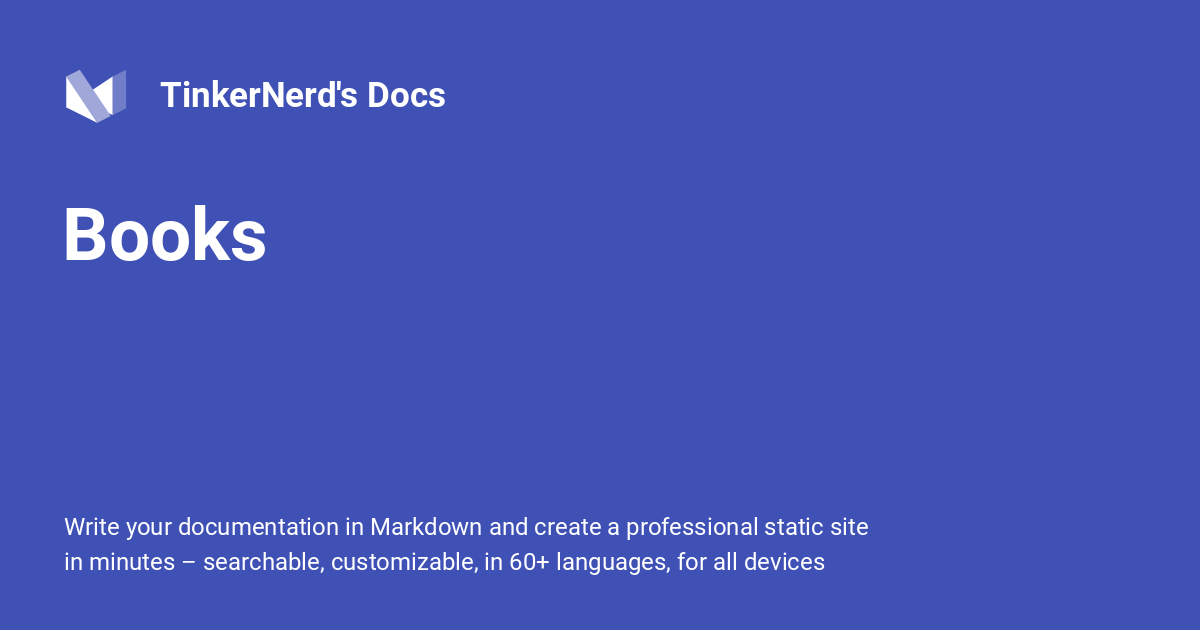 TinkerNerd's Docs
Books
Write your documentation in Markdown and create a professional static site
in minutes – searchable, customizable, in 60+ languages, for all devices